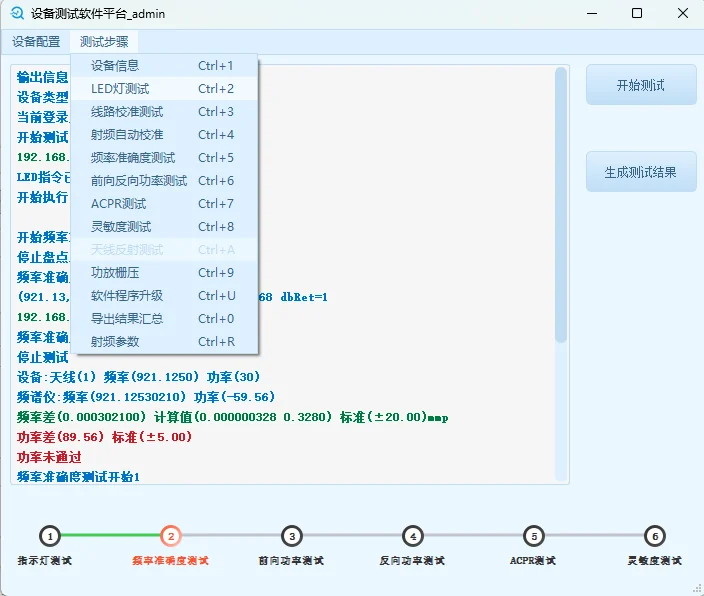 设备测试软件平台_admin
设备配置 测试步骤
设备信息 Ctrl+1
LED灯测试 Ctrl+2
线路校准测试 Ctrl+3
射频自动校准 Ctrl+4
频率准确度测试 Ctrl+5
前向反向功率测试 Ctrl+6
ACPR测试 Ctrl+7
灵敏度测试 Ctrl+8
天线反射测试 Ctrl+A
功放栅压 Ctrl+9
软件程序升级 Ctrl+U
导出结果汇总 Ctrl+0
射频参数 Ctrl+R
输出信息
设备类型
当前登录
开始测试
192.168.
LED指令已
开始执行
开始频率
停止盘点
频率准确
(921.13, 68 dbRet=1
192.168.
频率准确
停止测试
设备:天线(1) 频率(921.1250) 功率(30)
频谱仪:频率(921.12530210) 功率(-59.56)
频率差(0.000302100) 计算值(0.000000328 0.3280) 标准(±20.00)mmp
功率差(89.56) 标准(±5.00)
功率未通过
频率准确度测试开始1
开始测试
生成测试结果
1 2 3 4 5 6
指示灯测试 频率准确度测试 前向功率测试 反向功率测试 ACPR测试 灵敏度测试